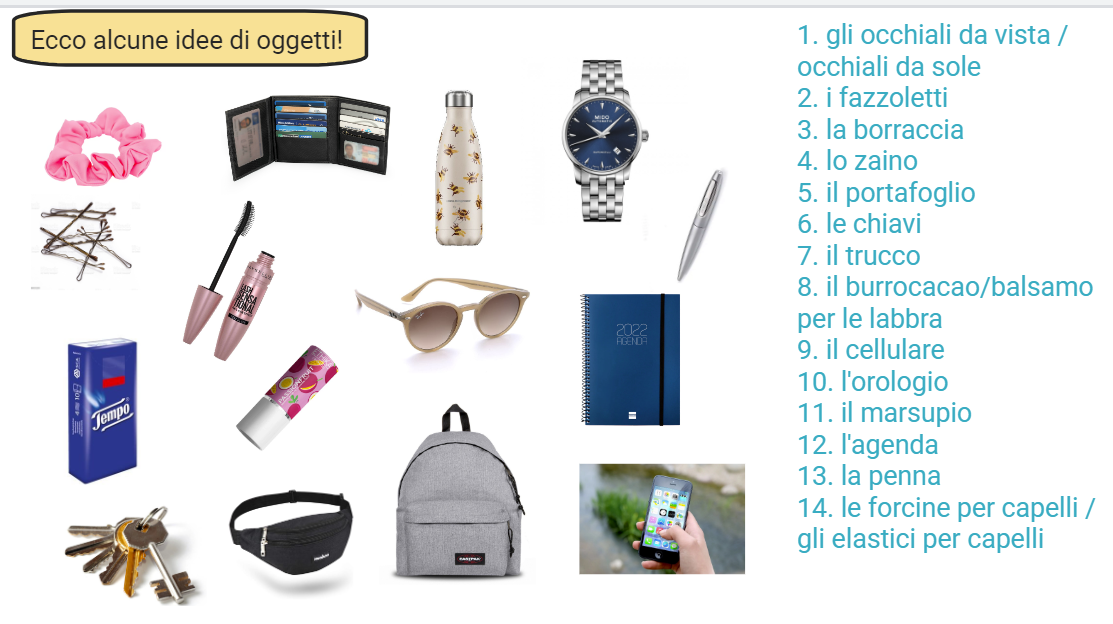 Ecco alcune idee di oggetti!
1. gli occhiali da vista /
occhiali da sole
2. i fazzoletti
3. la borraccia
4. lo zaino
5. il portafoglio
6. le chiavi
7. il trucco
8. il burrocacao/balsamo
per le labbra
9. il cellulare
10. l'orologio
11. il marsupio
12. l'agenda
13. la penna
14. le forcine per capelli /
gli elastici per capelli
MIDO
2022
AGENDA
Tempo
EASTPAK